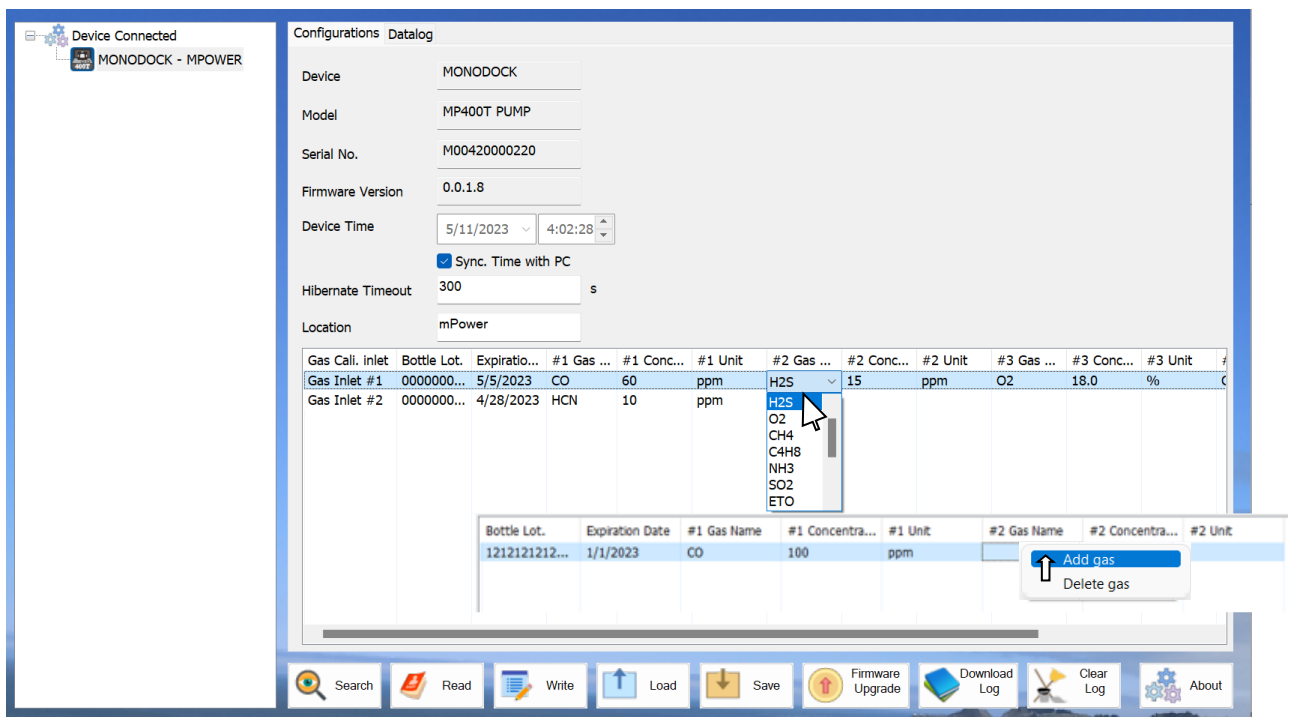 Device Connected
MONODOCK - MPOWER
400T
Configurations Datalog
Device MONODOCK
Model MP400T PUMP
Serial No. M00420000220
Firmware Version 0.0.1.8
Device Time 5/11/2023 4:02:28
Sync. Time with PC
Hibernate Timeout 300 s
Location mPower
Gas Cali. inlet Bottle Lot. Expiratio... #1 Gas ... #1 Conc... #1 Unit #2 Gas ... #2 Conc... #2 Unit #3 Gas ... #3 Conc... #3 Unit #
Gas Inlet #1 0000000... 5/5/2023 CO 60 ppm H2S 15 ppm O2 18.0 %
Gas Inlet #2 0000000... 4/28/2023 HCN 10 ppm
H2S
O2
CH4
C4H8
NH3
SO2
ETO
Bottle Lot. Expiration Date #1 Gas Name #1 Concentra... #1 Unit #2 Gas Name #2 Concentra... #2 Unit
1212121212... 1/1/2023 CO 100 ppm
Add gas
Delete gas
Search Read Write Load Save Firmware Upgrade Download Log Clear Log About